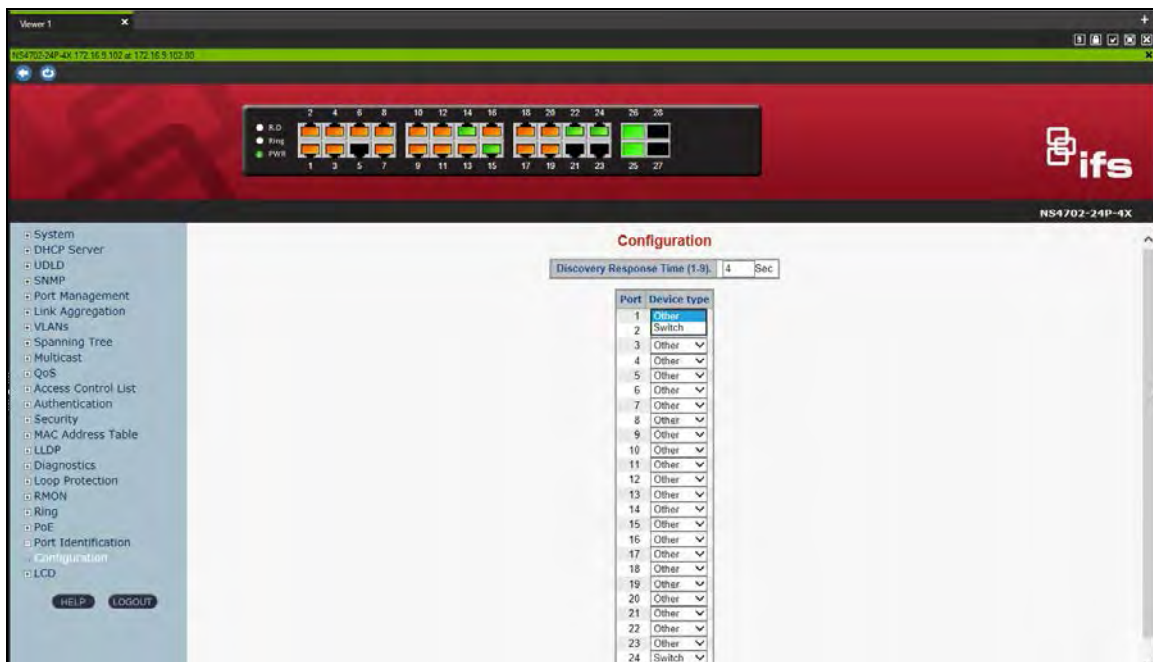 Viewer 1
NS4702-24P-4X 172.16.5.102 at 172.16.5.102:80
2 4 6 8 10 12 14 16 18 20 22 24 26 28
R.O
Ring
PWR
1 3 5 7 9 11 13 15 17 19 21 23 25 27
ifs
NS4702-24P-4X
System
DHCP Server
UDLD
SNMP
Port Management
Link Aggregation
VLANs
Spanning Tree
Multicast
QoS
Access Control List
Authentication
Security
MAC Address Table
LLDP
Diagnostics
Loop Protection
RMON
Ring
PoE
Port Identification
Configuration
LCD
HELP LOGOUT
Configuration
Discovery Response Time (1-9). 4 Sec
Port Device type
1 Other
2 Switch
3 Other
4 Other
5 Other
6 Other
7 Other
8 Other
9 Other
10 Other
11 Other
12 Other
13 Other
14 Other
15 Other
16 Other
17 Other
18 Other
19 Other
20 Other
21 Other
22 Other
23 Other
24 Switch